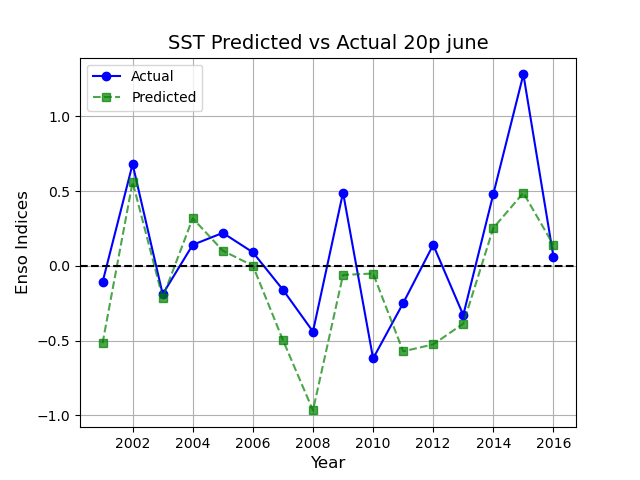 SST Predicted vs Actual 20p june
Actual
Predicted
1.0
0.5
0.0
−0.5
−1.0
Enso Indices
2002 2004 2006 2008 2010 2012 2014 2016
Year